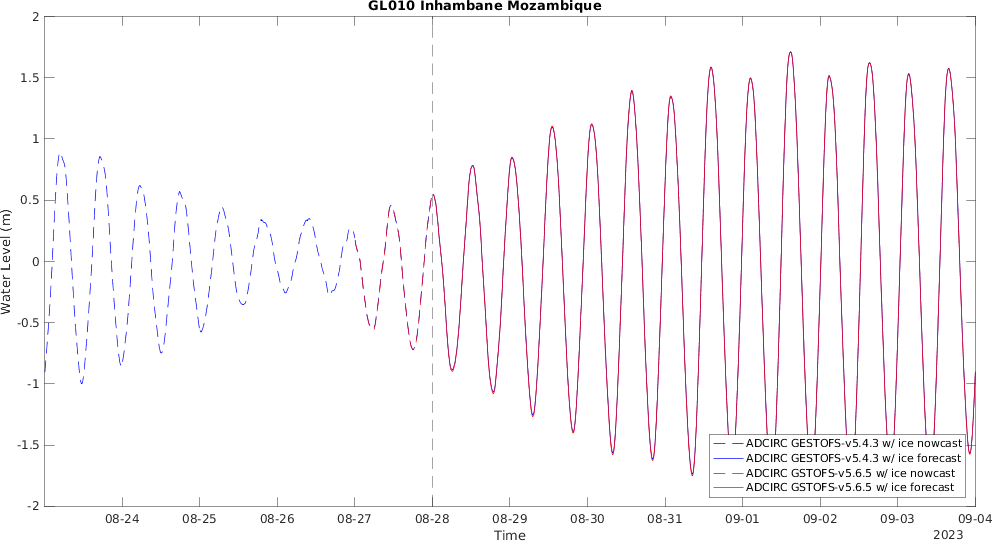 GL010 Inhambane Mozambique
2
1.5
1
0.5
0
-0.5
-1
-1.5
-2
Water Level (m)
ADCIRC GESTOFS-v5.4.3 w/ ice nowcast
ADCIRC GESTOFS-v5.4.3 w/ ice forecast
ADCIRC GSTOFS-v5.6.5 w/ ice nowcast
ADCIRC GSTOFS-v5.6.5 w/ ice forecast
08-24 08-25 08-26 08-27 08-28 08-29 08-30 08-31 09-01 09-02 09-03 09-04
Time 2023